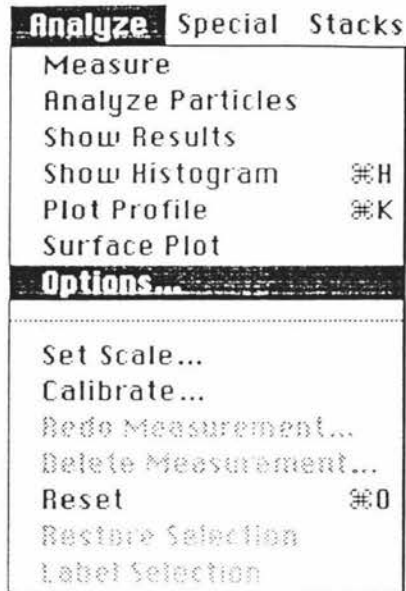 Analyze Special Stacks
Measure
Analyze Particles
Show Results
Show Histogram ⌘H
Plot Profile ⌘K
Surface Plot
Options...
Set Scale...
Calibrate...
Redo Measurement...
Delete Measurement...
Reset ⌘0
Restore Selection
Label Selection